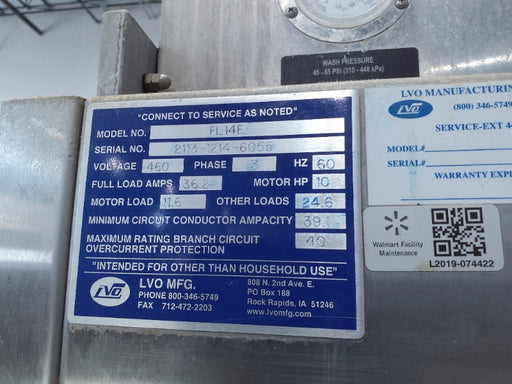 WASH PRESSURE
45 - 65 PSI (310 - 448 kPa)
"CONNECT TO SERVICE AS NOTED"
MODEL NO. FL14E
SERIAL NO. 2113-1214-6055
VOLTAGE 460 PHASE 3 HZ 60
FULL LOAD AMPS 36.2 MOTOR HP 10
MOTOR LOAD 11.6 OTHER LOADS 24.6
MINIMUM CIRCUIT CONDUCTOR AMPACITY 39.1
MAXIMUM RATING BRANCH CIRCUIT
OVERCURRENT PROTECTION 40
"INTENDED FOR OTHER THAN HOUSEHOLD USE"
LVO
LVO MFG.
PHONE 800-346-5749
FAX 712-472-2203
808 N. 2nd Ave. E.
PO Box 188
Rock Rapids, IA 51246
www.lvomfg.com
LVO MANUFACTURIN
LVO
(800) 346-5749
SERVICE-EXT 44
MODEL#
SERIAL#
WARRANTY EXPI
Walmart Facility
Maintenance
L2019-074422